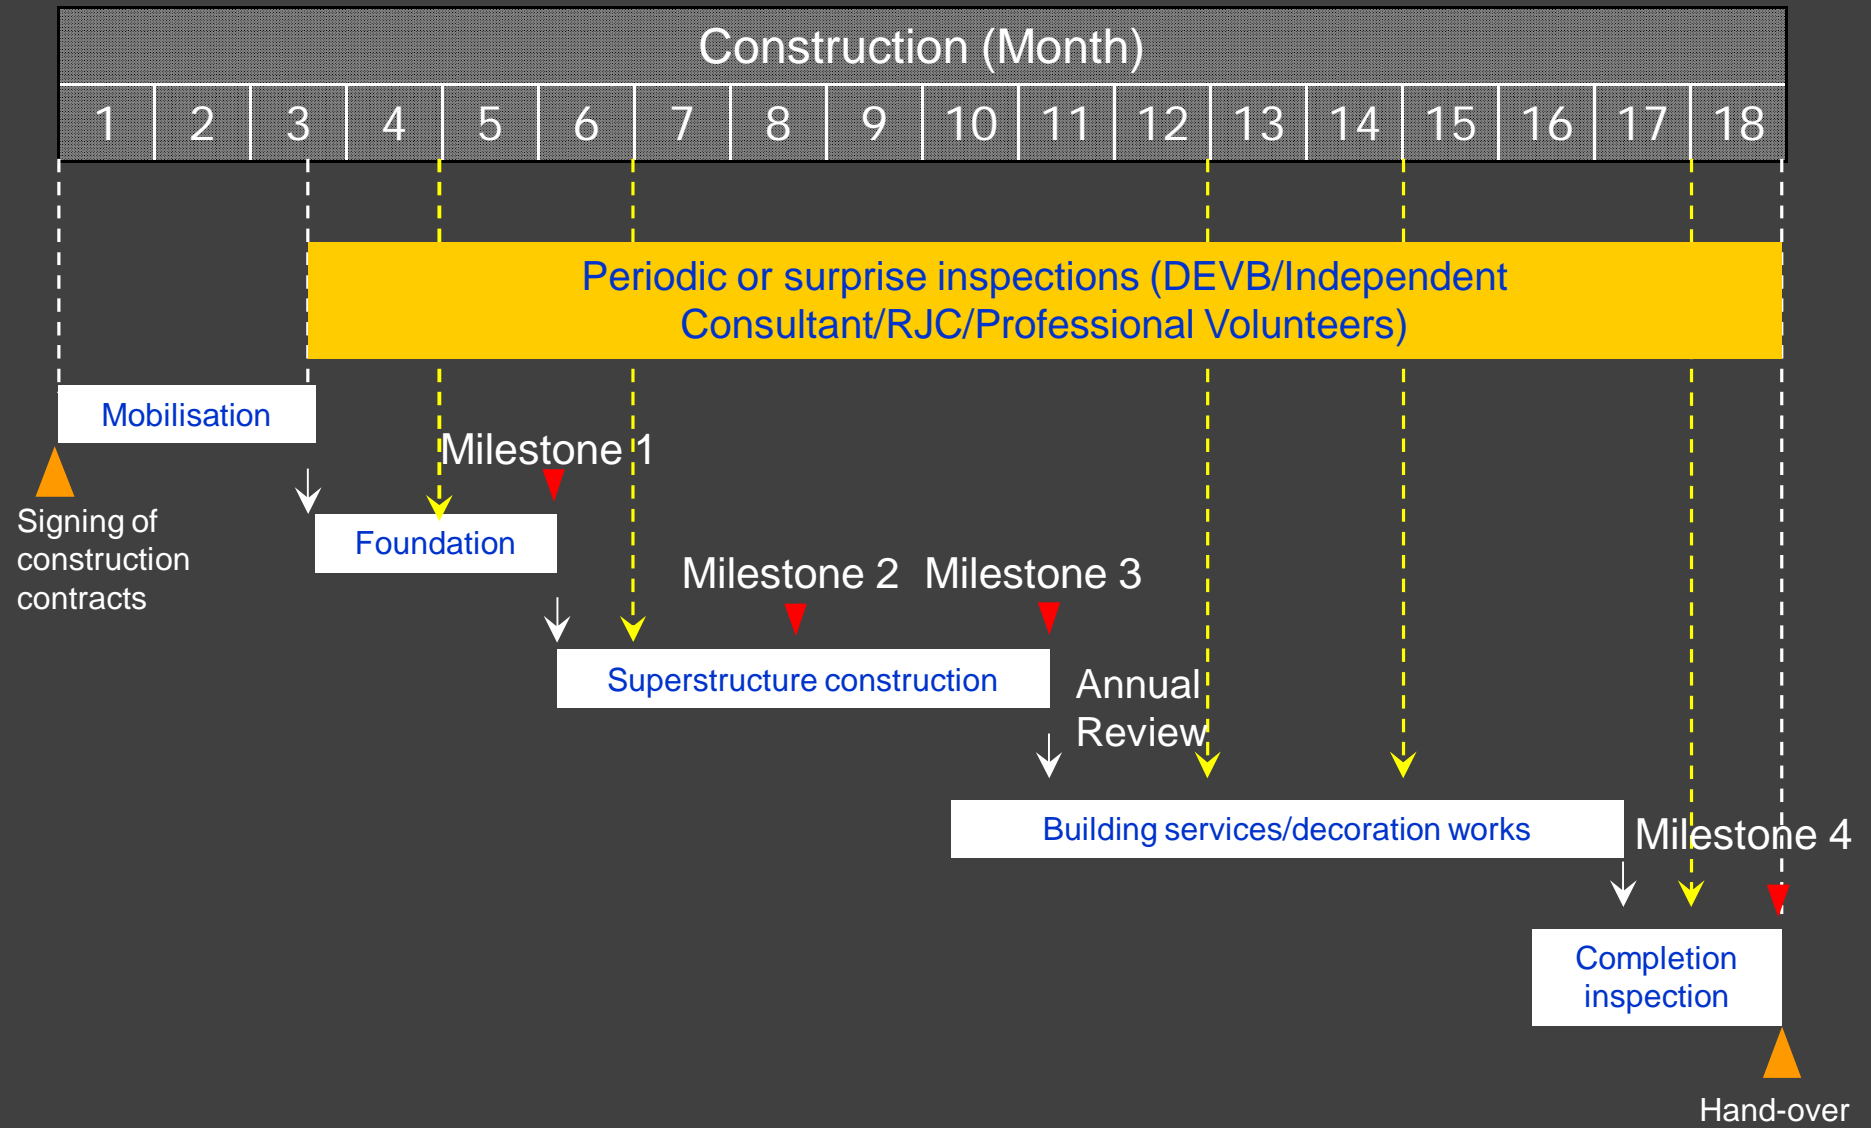 Construction (Month)
1 2 3 4 5 6 7 8 9 10 11 12 13 14 15 16 17 18
Periodic or surprise inspections (DEVB/Independent
Consultant/RJC/Professional Volunteers)
Mobilisation
Milestone 1
Signing of
construction
contracts
Foundation
Milestone 2 Milestone 3
Superstructure construction
Annual
Review
Building services/decoration works
Milestone 4
Completion
inspection
Hand-over